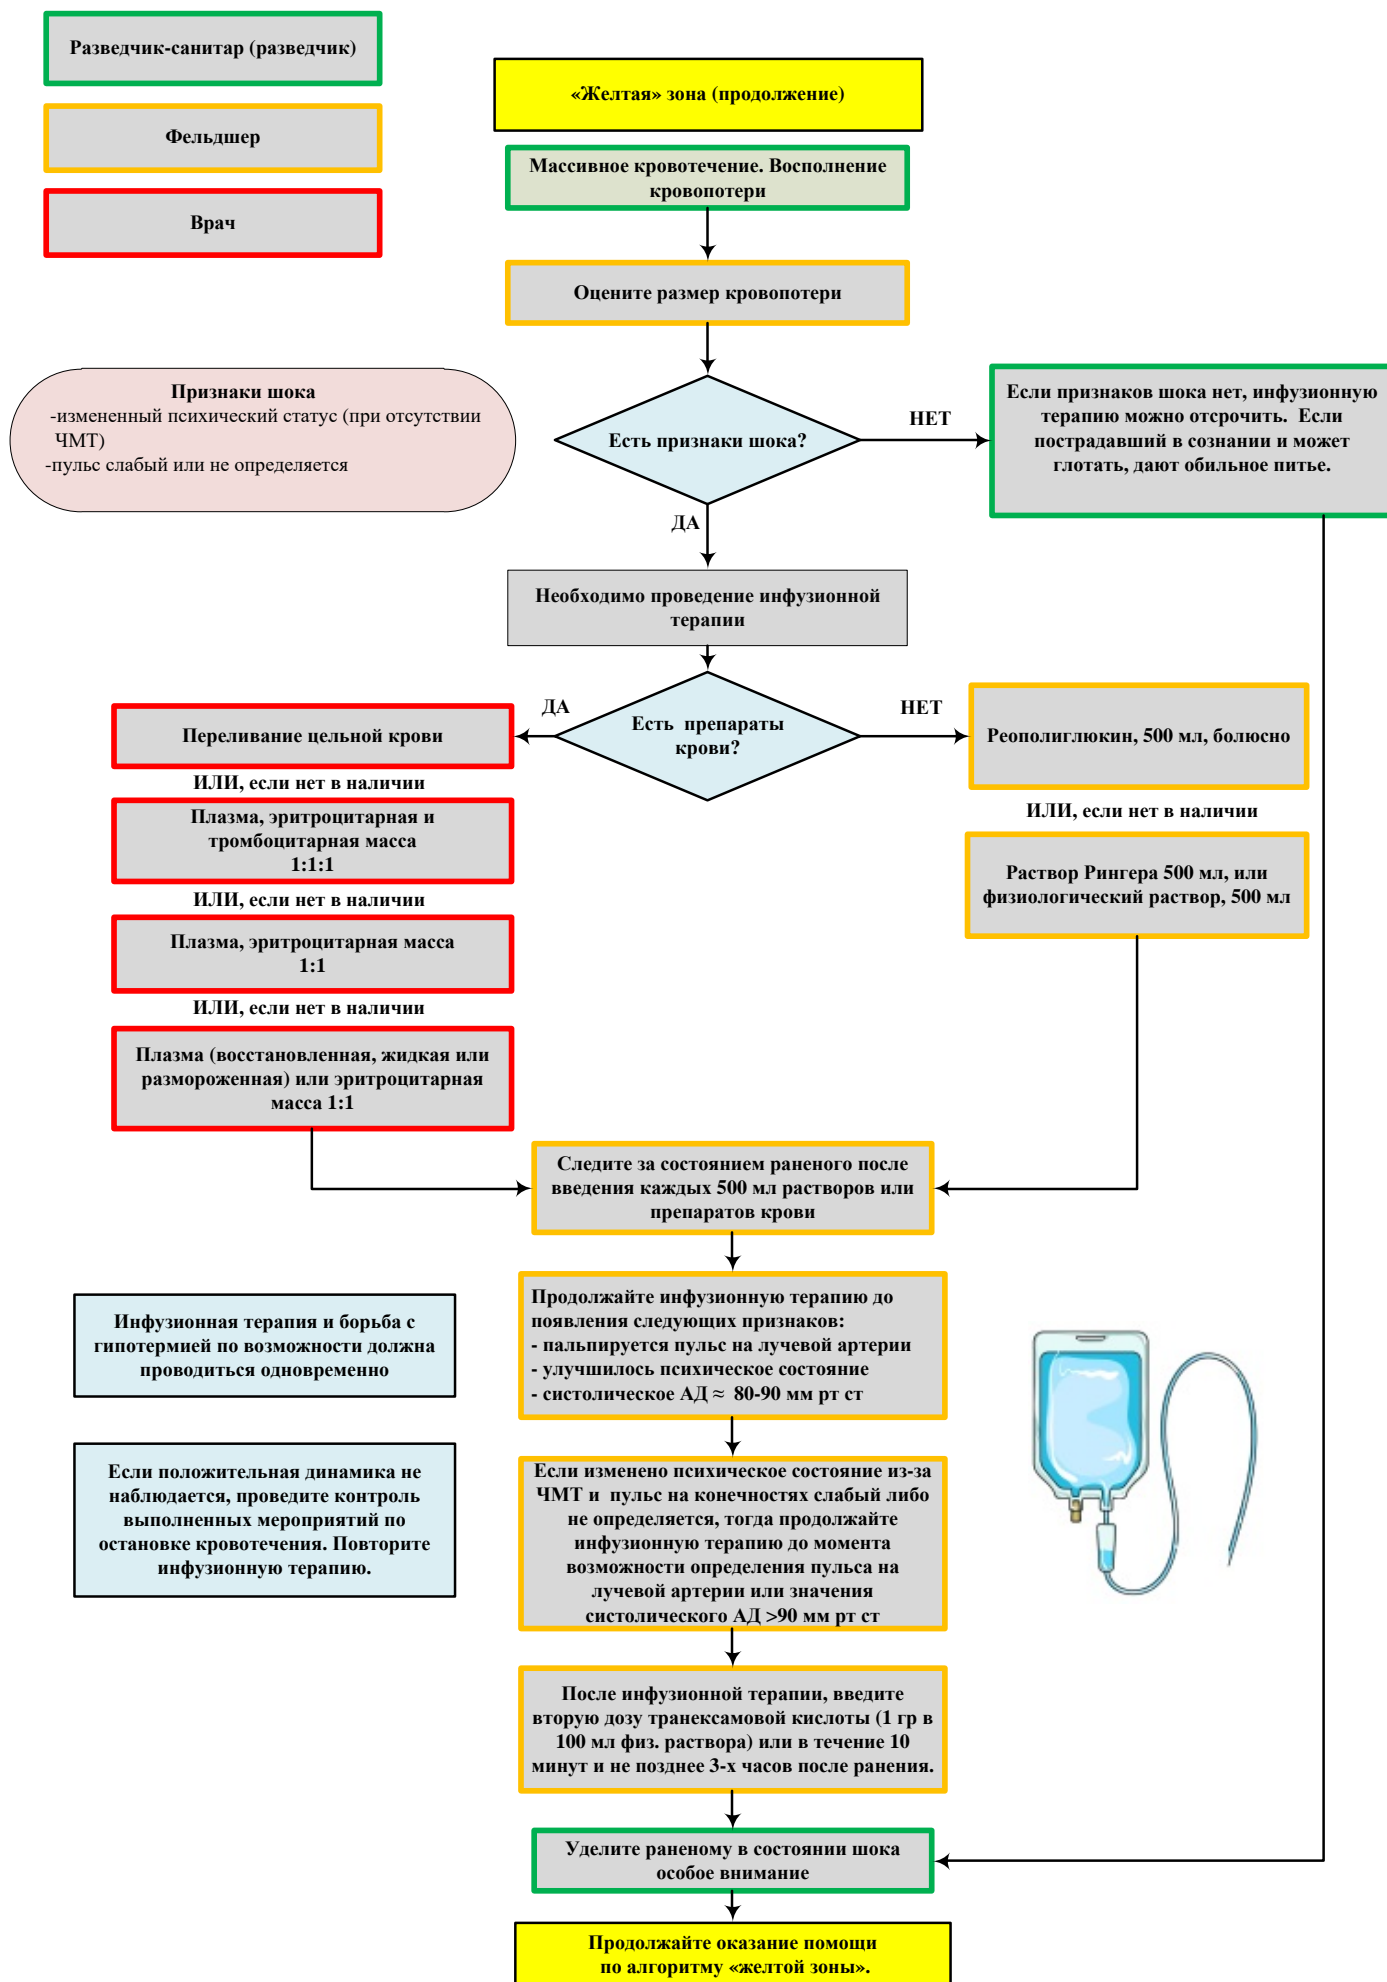 Разведчик-санитар (разведчик)
Фельдшер
Врач
«Желтая» зона (продолжение)
Массивное кровотечение. Восполнение
кровопотери
Оцените размер кровопотери
Признаки шока
-измененный психический статус (при отсутствии
ЧМТ)
-пульс слабый или не определяется
Есть признаки шока?
НЕТ
Если признаков шока нет, инфузионную
терапию можно отсрочить. Если
пострадавший в сознании и может
глотать, дают обильное питье.
ДА
Необходимо проведение инфузионной
терапии
Есть препараты
крови?
ДА
НЕТ
Переливание цельной крови
ИЛИ, если нет в наличии
Плазма, эритроцитарная и
тромбоцитарная масса
1:1:1
ИЛИ, если нет в наличии
Плазма, эритроцитарная масса
1:1
ИЛИ, если нет в наличии
Плазма (восстановленная, жидкая или
размороженная) или эритроцитарная
масса 1:1
Реополиглюкин, 500 мл, болюсно
ИЛИ, если нет в наличии
Раствор Рингера 500 мл, или
физиологический раствор, 500 мл
Следите за состоянием раненого после
введения каждых 500 мл растворов или
препаратов крови
Продолжайте инфузионную терапию до
появления следующих признаков:
- пальпируется пульс на лучевой артерии
- улучшилось психическое состояние
- систолическое АД ≈ 80-90 мм рт ст
Инфузионная терапия и борьба с
гипотермией по возможности должна
проводиться одновременно
Если положительная динамика не
наблюдается, проведите контроль
выполненных мероприятий по
остановке кровотечения. Повторите
инфузионную терапию.
Если изменено психическое состояние из-за
ЧМТ и пульс на конечностях слабый либо
не определяется, тогда продолжайте
инфузионную терапию до момента
возможности определения пульса на
лучевой артерии или значения
систолического АД >90 мм рт ст
После инфузионной терапии, введите
вторую дозу транексамовой кислоты (1 гр в
100 мл физ. раствора) или в течение 10
минут и не позднее 3-х часов после ранения.
Уделите раненому в состоянии шока
особое внимание
Продолжайте оказание помощи
по алгоритму «желтой зоны».